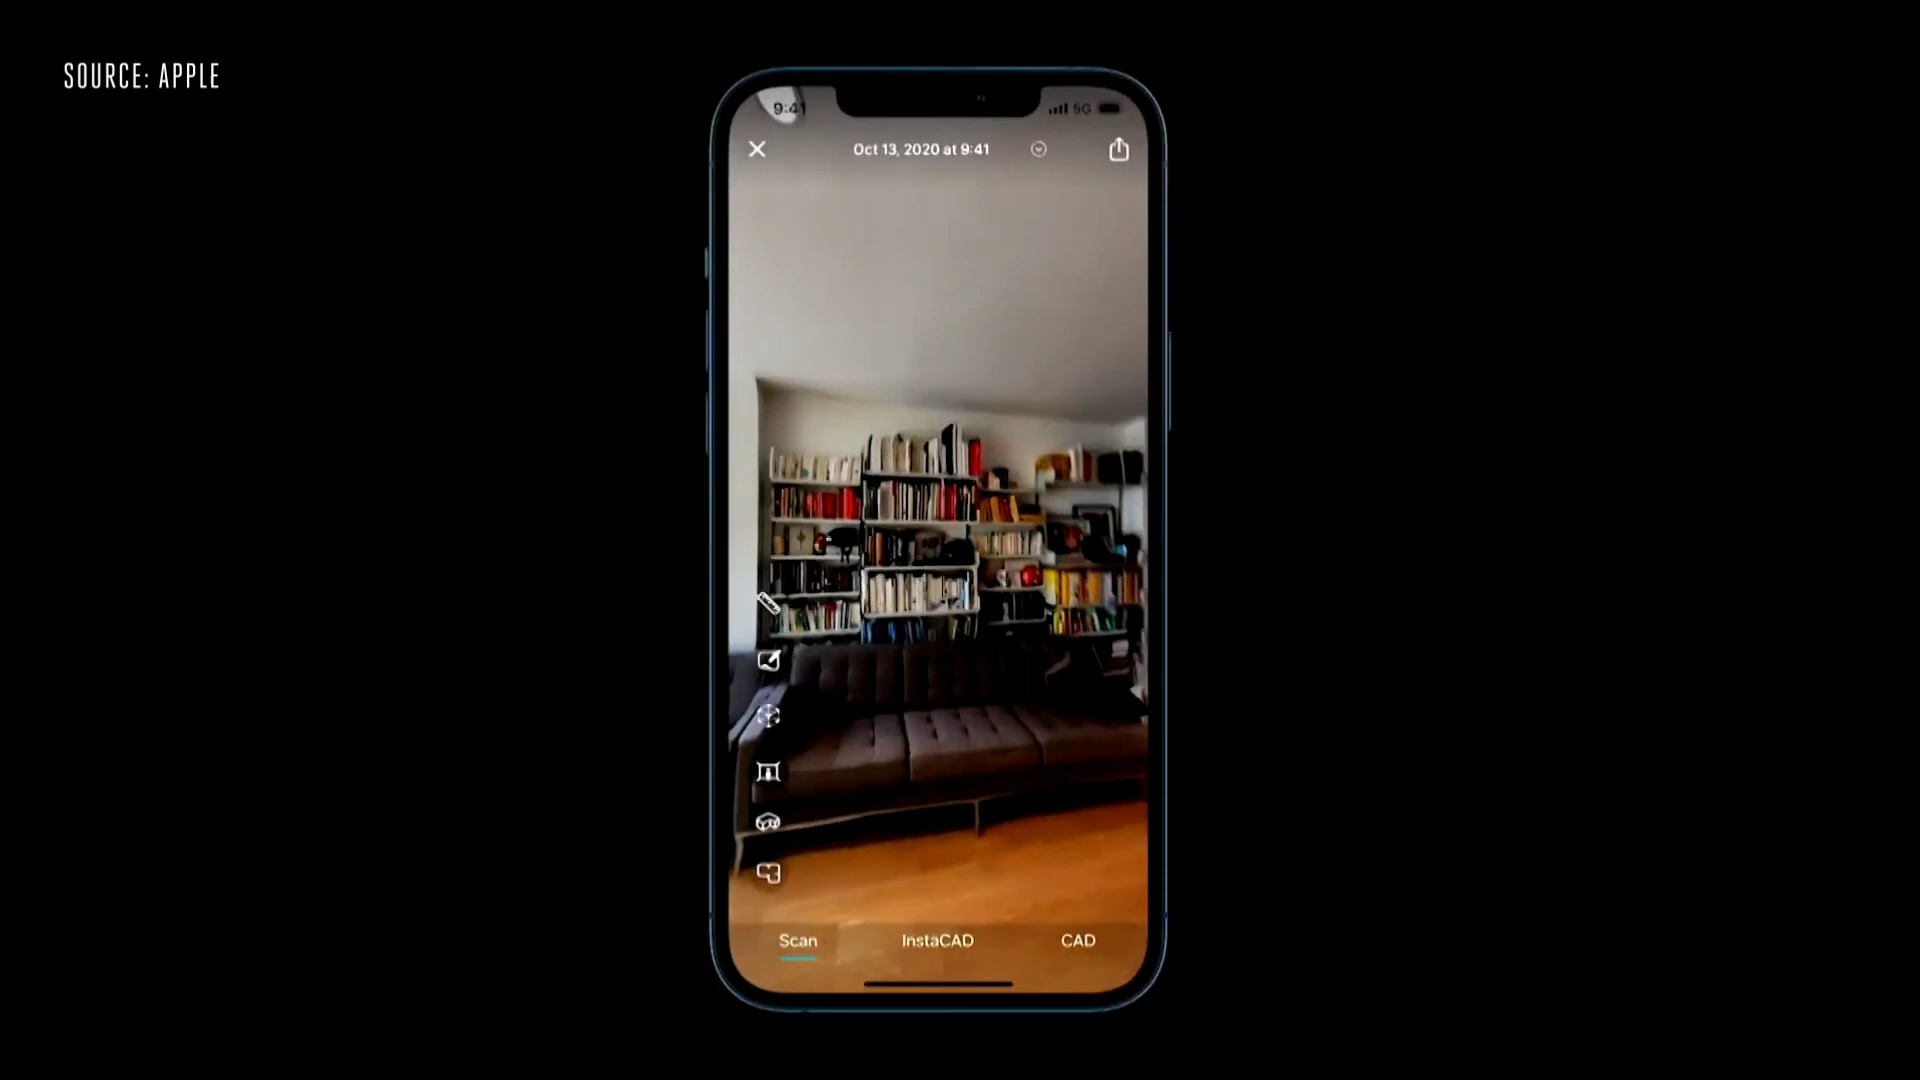 SOURCE: APPLE
9:41
5G
Oct 13, 2020 at 9:41
Scan
InstaCAD
CAD